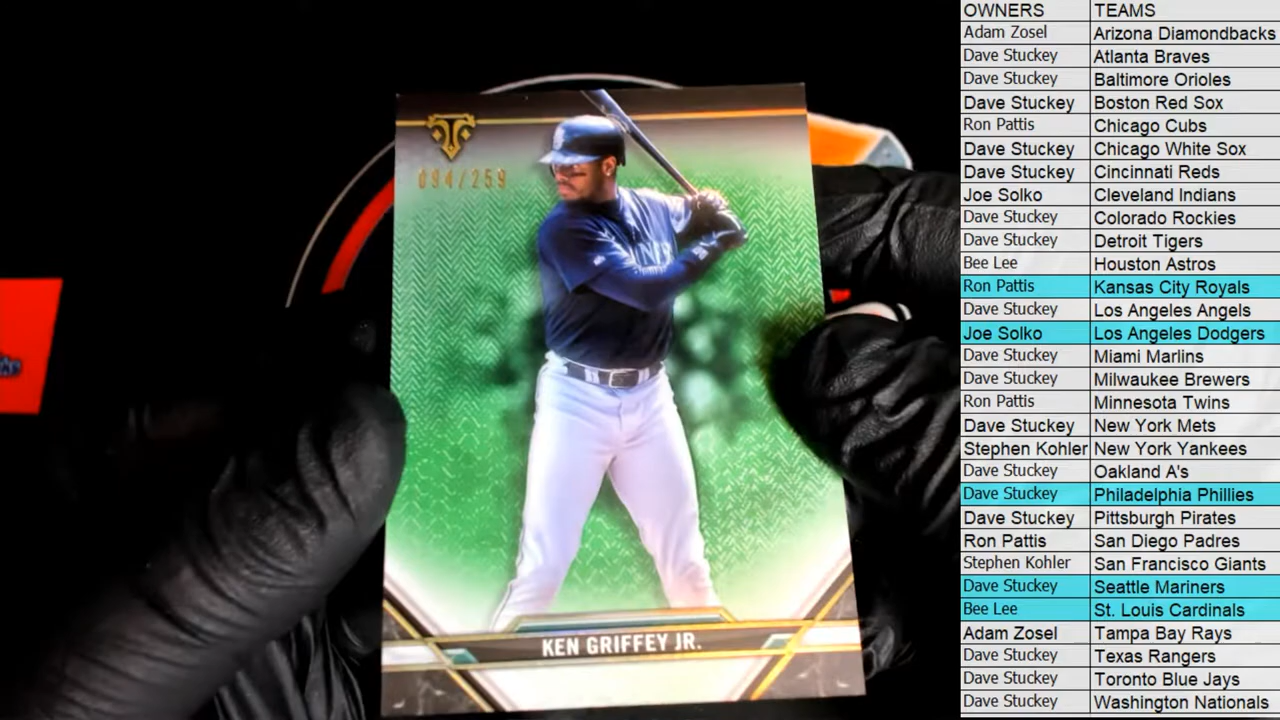 094/259
KEN GRIFFEY JR.
OWNERS TEAMS
Adam Zosel Arizona Diamondbacks
Dave Stuckey Atlanta Braves
Dave Stuckey Baltimore Orioles
Dave Stuckey Boston Red Sox
Ron Pattis Chicago Cubs
Dave Stuckey Chicago White Sox
Dave Stuckey Cincinnati Reds
Joe Solko Cleveland Indians
Dave Stuckey Colorado Rockies
Dave Stuckey Detroit Tigers
Bee Lee Houston Astros
Ron Pattis Kansas City Royals
Dave Stuckey Los Angeles Angels
Joe Solko Los Angeles Dodgers
Dave Stuckey Miami Marlins
Dave Stuckey Milwaukee Brewers
Ron Pattis Minnesota Twins
Dave Stuckey New York Mets
Stephen Kohler New York Yankees
Dave Stuckey Oakland A's
Dave Stuckey Philadelphia Phillies
Dave Stuckey Pittsburgh Pirates
Ron Pattis San Diego Padres
Stephen Kohler San Francisco Giants
Dave Stuckey Seattle Mariners
Bee Lee St. Louis Cardinals
Adam Zosel Tampa Bay Rays
Dave Stuckey Texas Rangers
Dave Stuckey Toronto Blue Jays
Dave Stuckey Washington Nationals